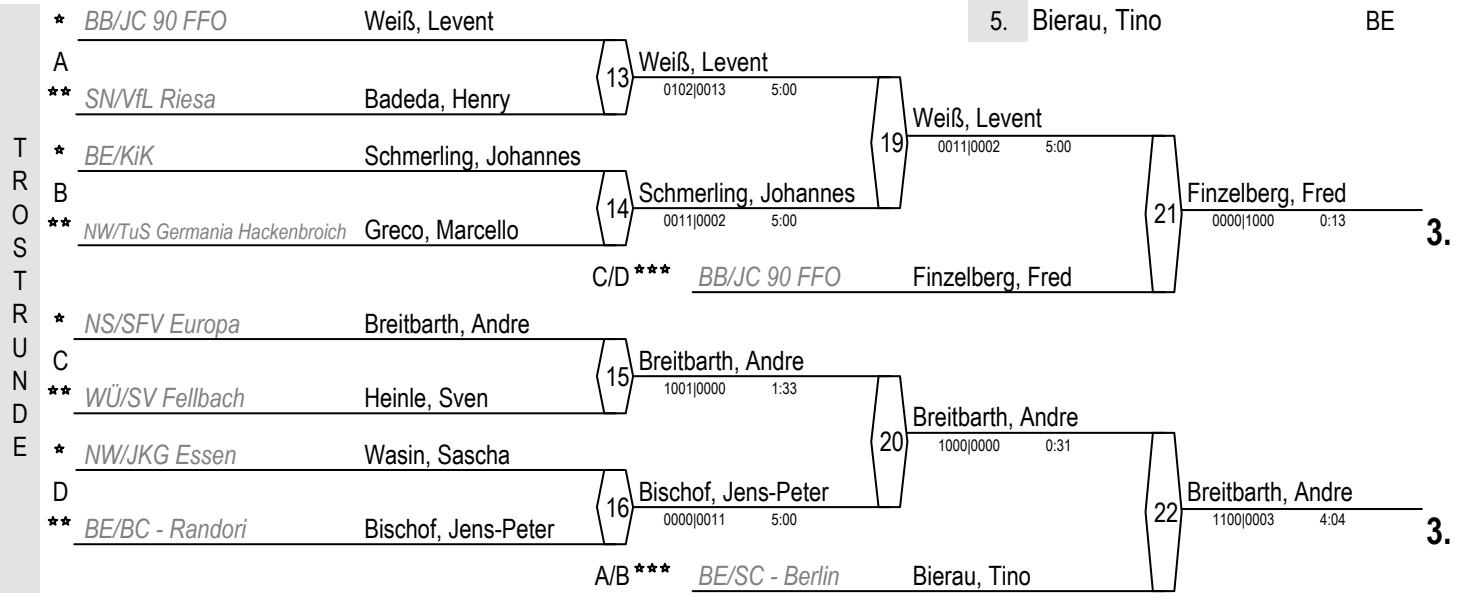 * BB/JC 90 FFO Weiß, Levent
5. Bierau, Tino BE
A
13 Weiß, Levent
0102|0013 5:00
** SN/VfL Riesa Badeda, Henry
19 Weiß, Levent
0011|0002 5:00
TROSTRUNDE
* BE/KiK Schmerling, Johannes
B
14 Schmerling, Johannes
0011|0002 5:00
** NW/TuS Germania Hackenbroich Greco, Marcello
21 Finzelberg, Fred
0000|1000 0:13
3.
C/D *** BB/JC 90 FFO Finzelberg, Fred
* NS/SFV Europa Breitbarth, Andre
C
15 Breitbarth, Andre
1001|0000 1:33
** WÜ/SV Fellbach Heinle, Sven
20 Breitbarth, Andre
1000|0000 0:31
* NW/JKG Essen Wasin, Sascha
D
16 Bischof, Jens-Peter
0000|0011 5:00
** BE/BC - Randori Bischof, Jens-Peter
22 Breitbarth, Andre
1100|0003 4:04
3.
A/B *** BE/SC - Berlin Bierau, Tino